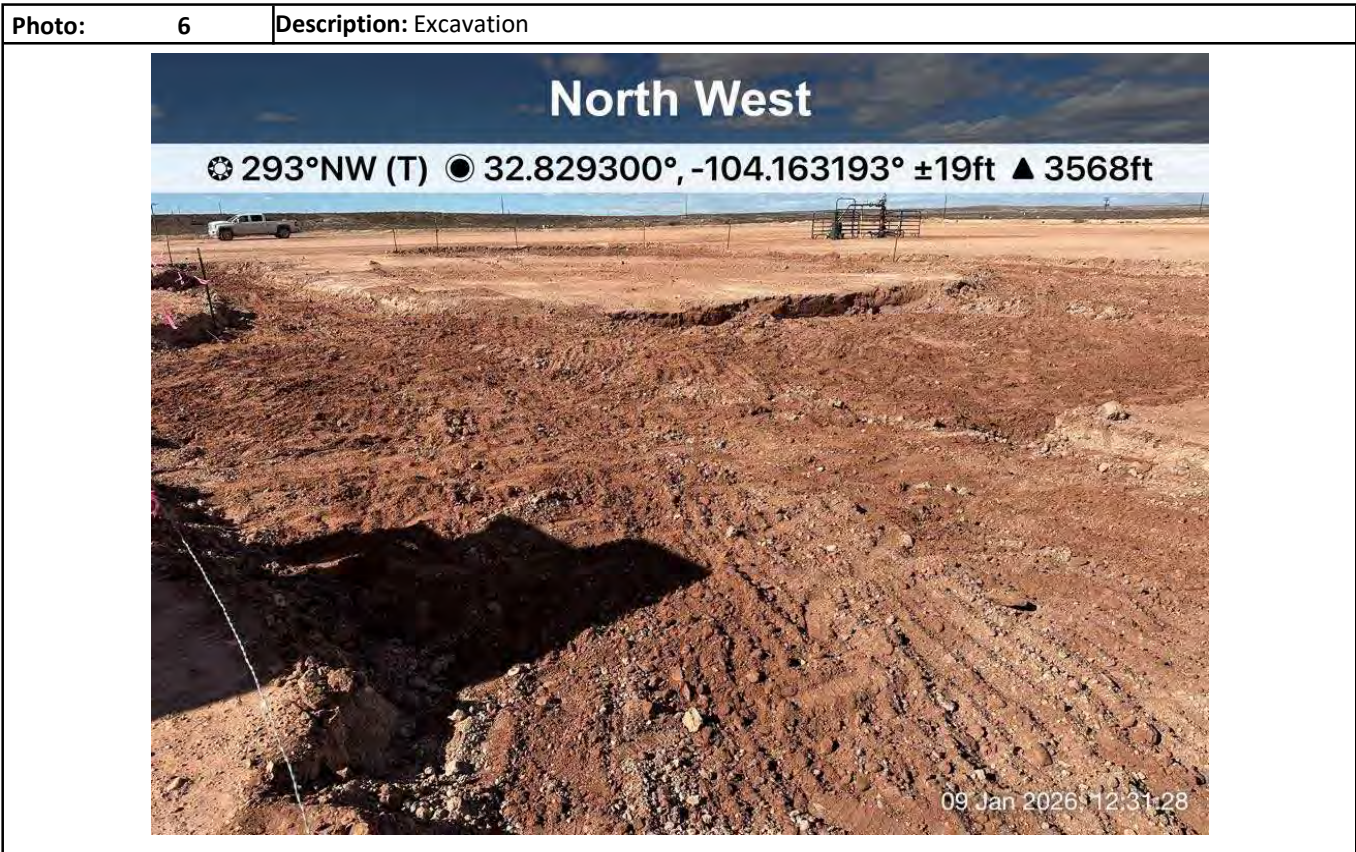 Photo: 6 Description: Excavation
North West
293°NW (T) 32.829300°, -104.163193° ±19ft ▲ 3568ft
09 Jan 2026, 12:31:28